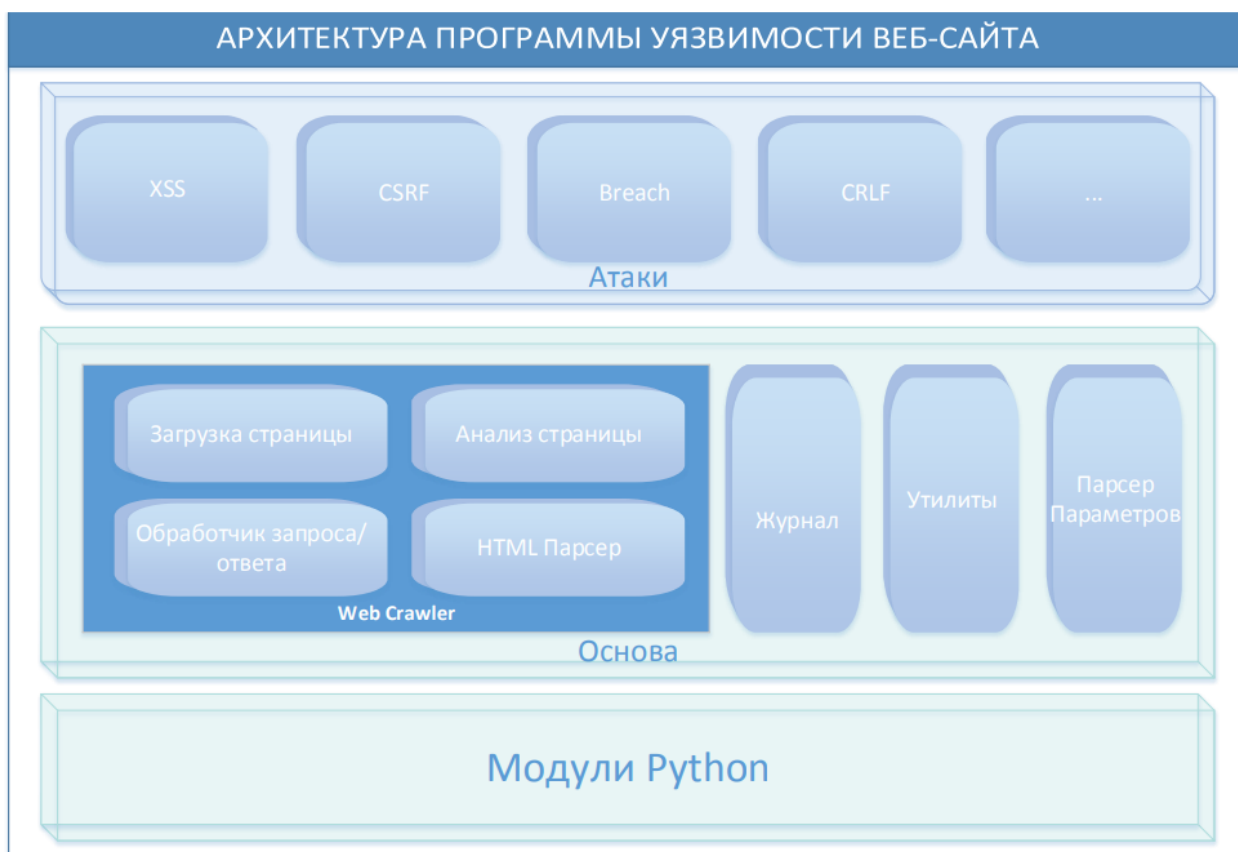 АРХИТЕКТУРА ПРОГРАММЫ УЯЗВИМОСТИ ВЕБ-САЙТА
XSS
CSRF
Breach
CRLF
...
Атаки
Загрузка страницы
Анализ страницы
Обработчик запроса/
ответа
HTML Парсер
Web Crawler
Журнал
Утилиты
Парсер
Параметров
Основа
Модули Python